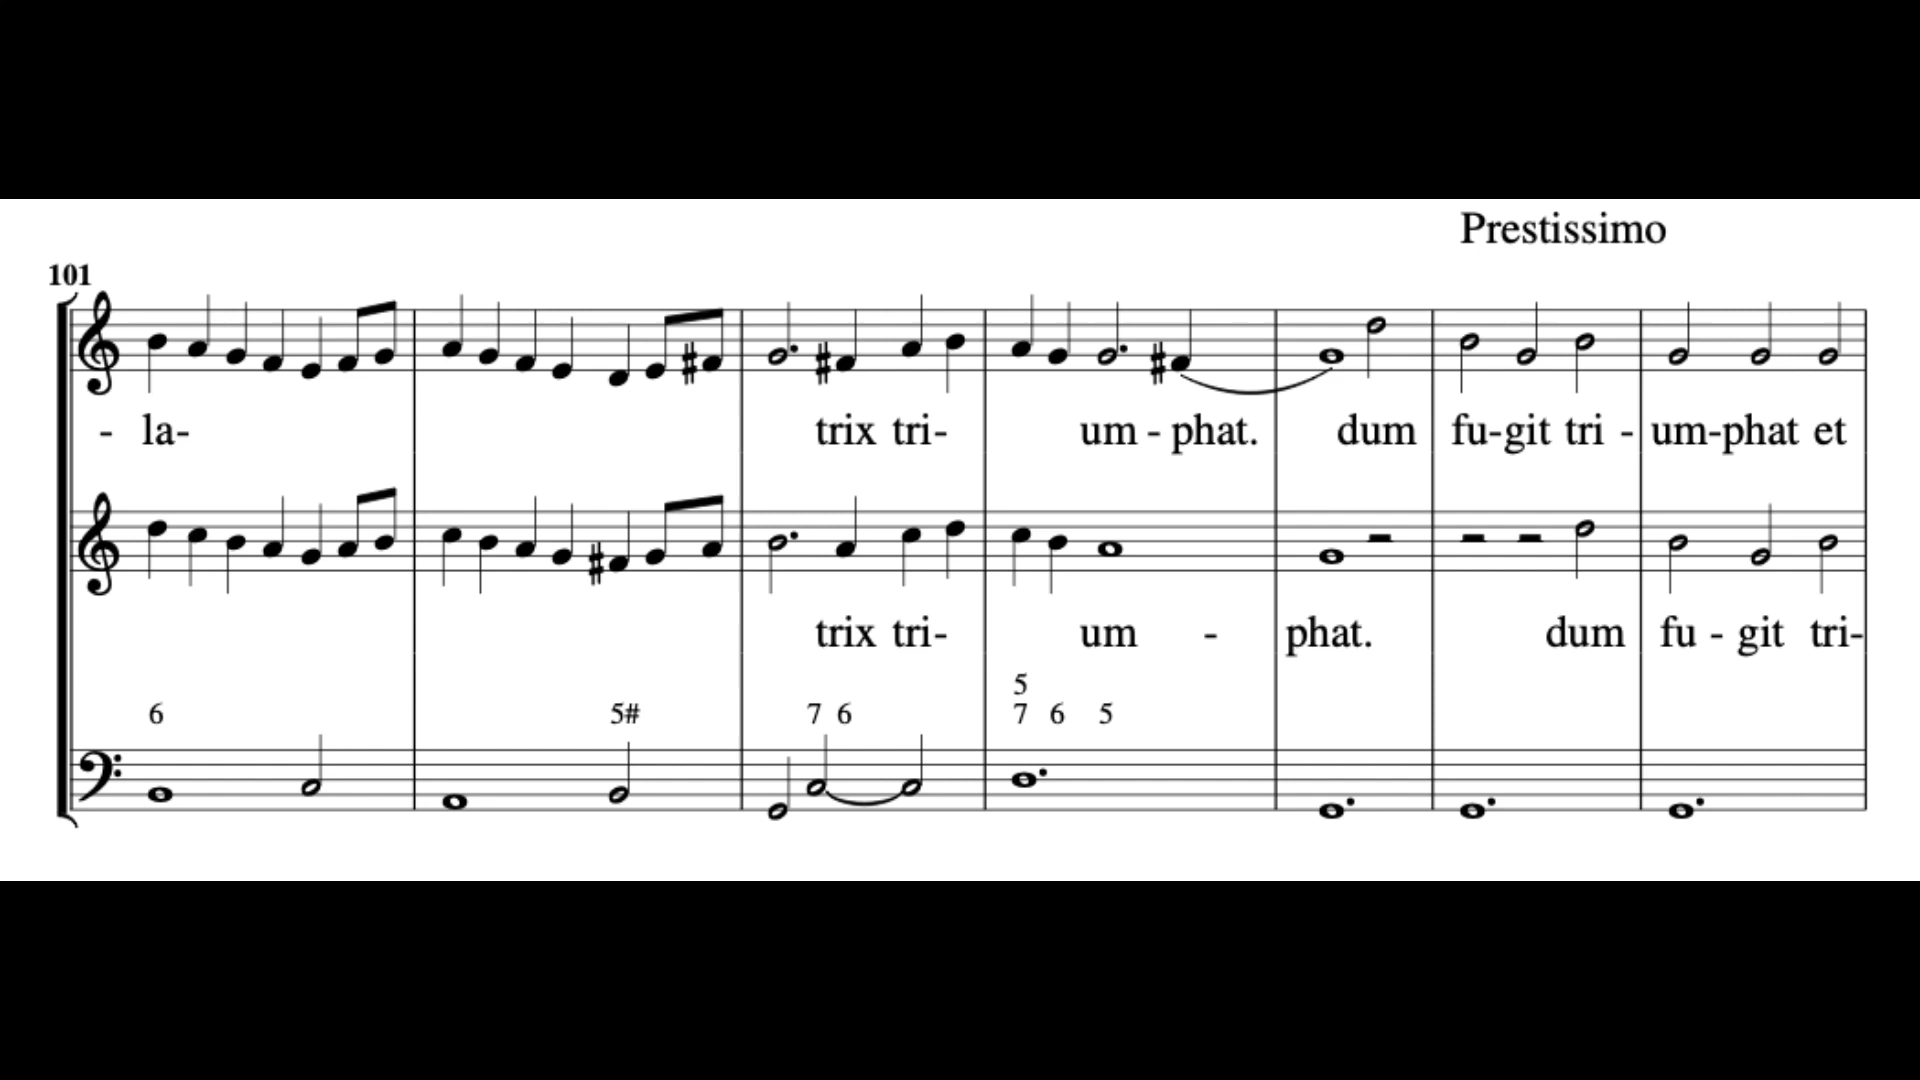 Prestissimo
101
- la- trix tri- um - phat. dum fu-git tri - um-phat et
trix tri- um - phat. dum fu - git tri-
5
6 5# 7 6 7 6 5